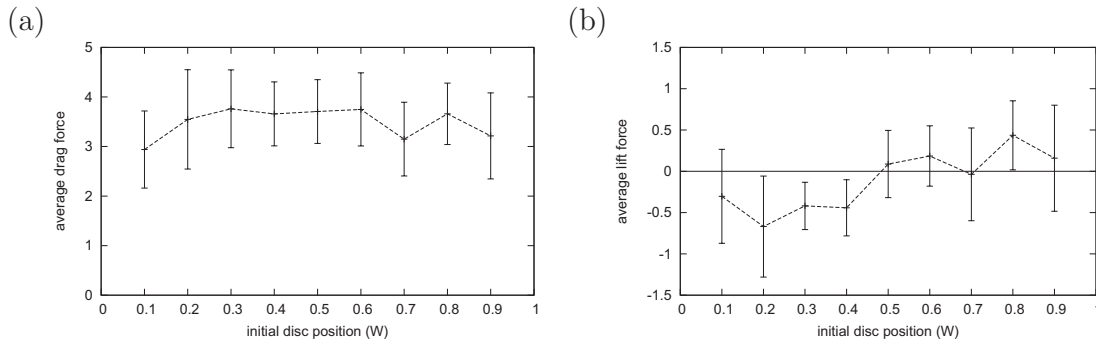 (a)
average drag force
5
4
3
2
1
0
0 0.1 0.2 0.3 0.4 0.5 0.6 0.7 0.8 0.9 1
initial disc position (W)
(b)
average lift force
1.5
1
0.5
0
-0.5
-1
-1.5
0 0.1 0.2 0.3 0.4 0.5 0.6 0.7 0.8 0.9 1
initial disc position (W)